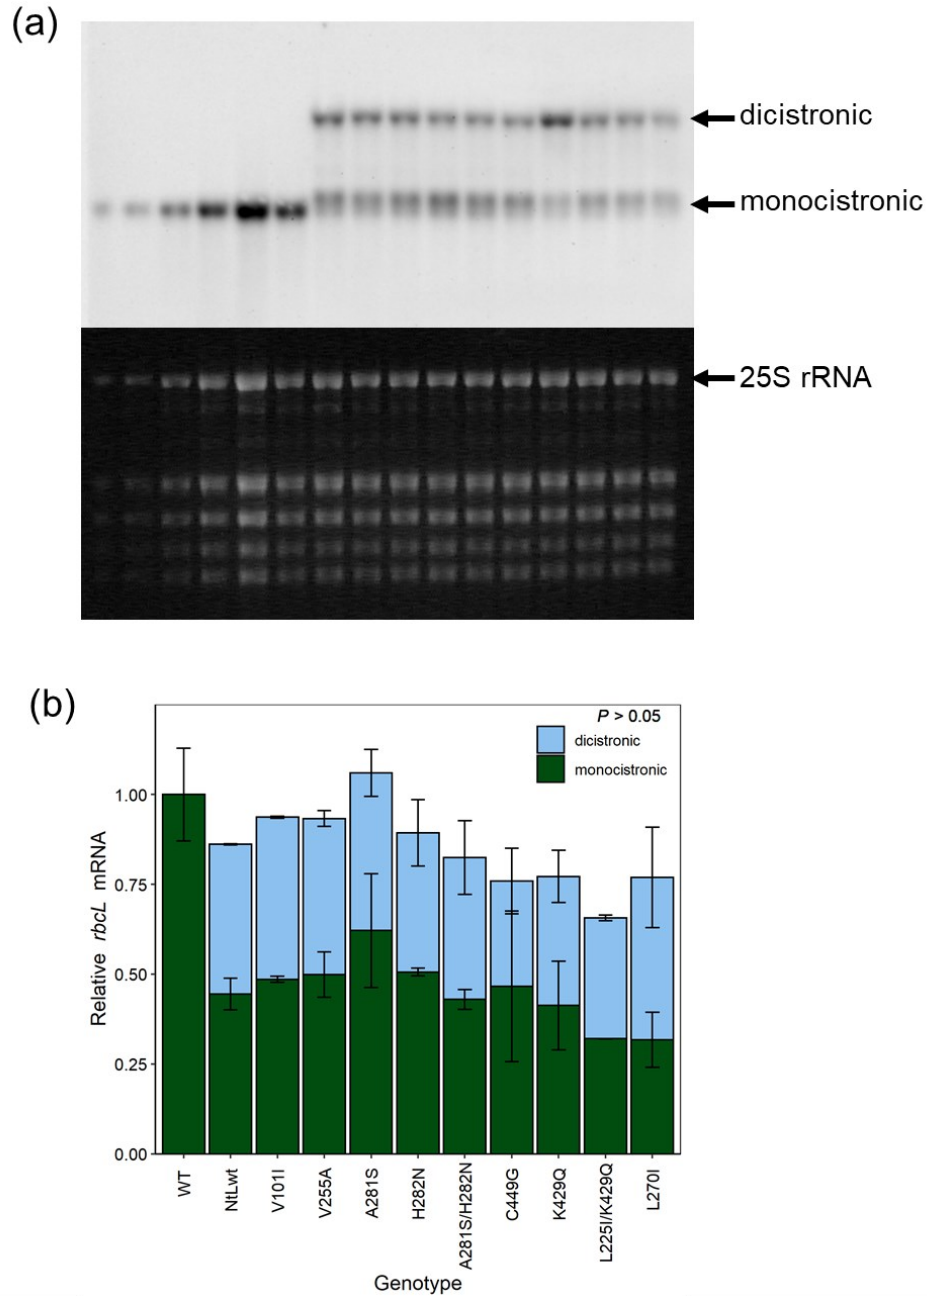 (a)
dicistronic
monocistronic
25S rRNA
(b)
P > 0.05
dicistronic
monocistronic
1.00
0.75
0.50
0.25
0.00
Relative rbcL mRNA
WT
NtLwt
V101I
V255A
A281S
H282N
A281S/H282N
C449G
K429Q
L225I/K429Q
L270I
Genotype